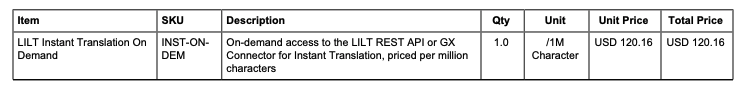 Item SKU Description Qty Unit Unit Price Total Price
LILT Instant Translation On INST-ON- On-demand access to the LILT REST API or GX 1.0 /1M USD 120.16 USD 120.16
Demand DEM Connector for Instant Translation, priced per million Character
characters